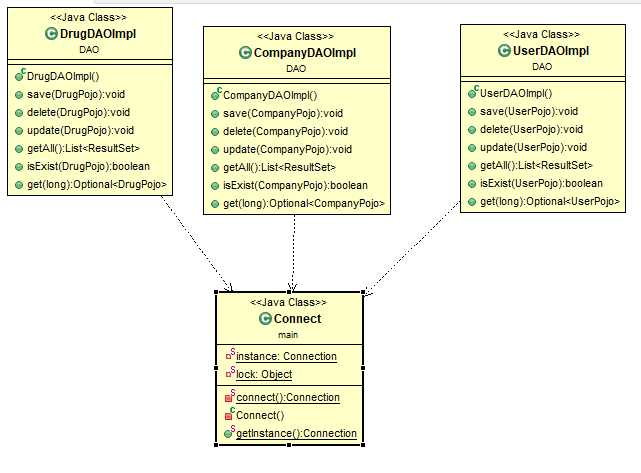 <<Java Class>>
DrugDAOImpl
DAO
DrugDAOImpl()
save(DrugPojo):void
delete(DrugPojo):void
update(DrugPojo):void
getAll():List<ResultSet>
isExist(DrugPojo):boolean
get(long):Optional<DrugPojo>
<<Java Class>>
CompanyDAOImpl
DAO
CompanyDAOImpl()
save(CompanyPojo):void
delete(CompanyPojo):void
update(CompanyPojo):void
getAll():List<ResultSet>
isExist(CompanyPojo):boolean
get(long):Optional<CompanyPojo>
<<Java Class>>
UserDAOImpl
DAO
UserDAOImpl()
save(UserPojo):void
delete(UserPojo):void
update(UserPojo):void
getAll():List<ResultSet>
isExist(UserPojo):boolean
get(long):Optional<UserPojo>
<<Java Class>>
Connect
main
instance: Connection
lock: Object
connect():Connection
Connect()
getInstance():Connection